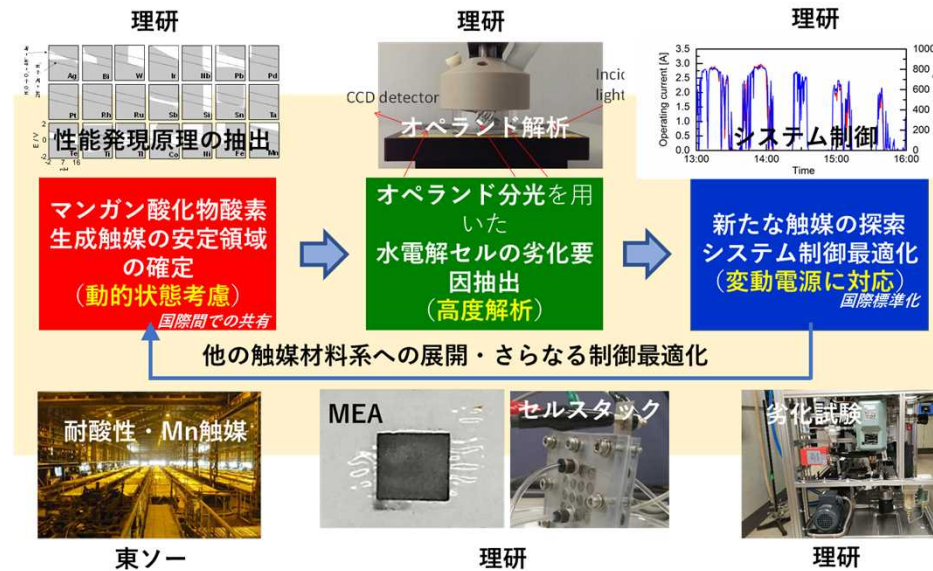 理研
理研
理研
Ag
Bi
W
Ir
Pb
Pd
Pt
Rh
Ru
Sb
Sn
Ta
性能発現原理の抽出
E / V
2
0
-2
-2 7 16
Te
Ti
Tl
Co
Ni
Fe
Mn
CCD detector
Incic
light
オペランド解析
Operating current [A]
3.5
3.0
2.5
2.0
1.5
1.0
0.5
0.0
1000
800
600
400
200
0
システム制御
13:00 14:00 15:00 16:00
Time
マンガン酸化物酸素
生成触媒の安定領域
の確定
（動的状態考慮）
国際間での共有
オペランド分光を用
いた
水電解セルの劣化要
因抽出
（高度解析）
新たな触媒の探索
システム制御最適化
（変動電源に対応）
国際標準化
他の触媒材料系への展開・さらなる制御最適化
耐酸性・Mn触媒
MEA
セルスタック
劣化試験
東ソー
理研
理研